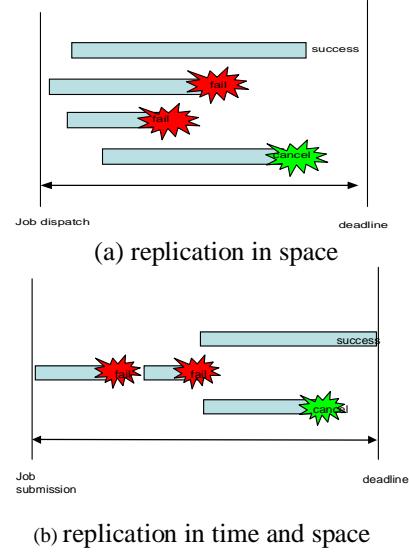 success
fail
fail
cancel
Job dispatch
deadline
(a) replication in space
success
fail
fail
cancel
Job
submission
deadline
(b) replication in time and space